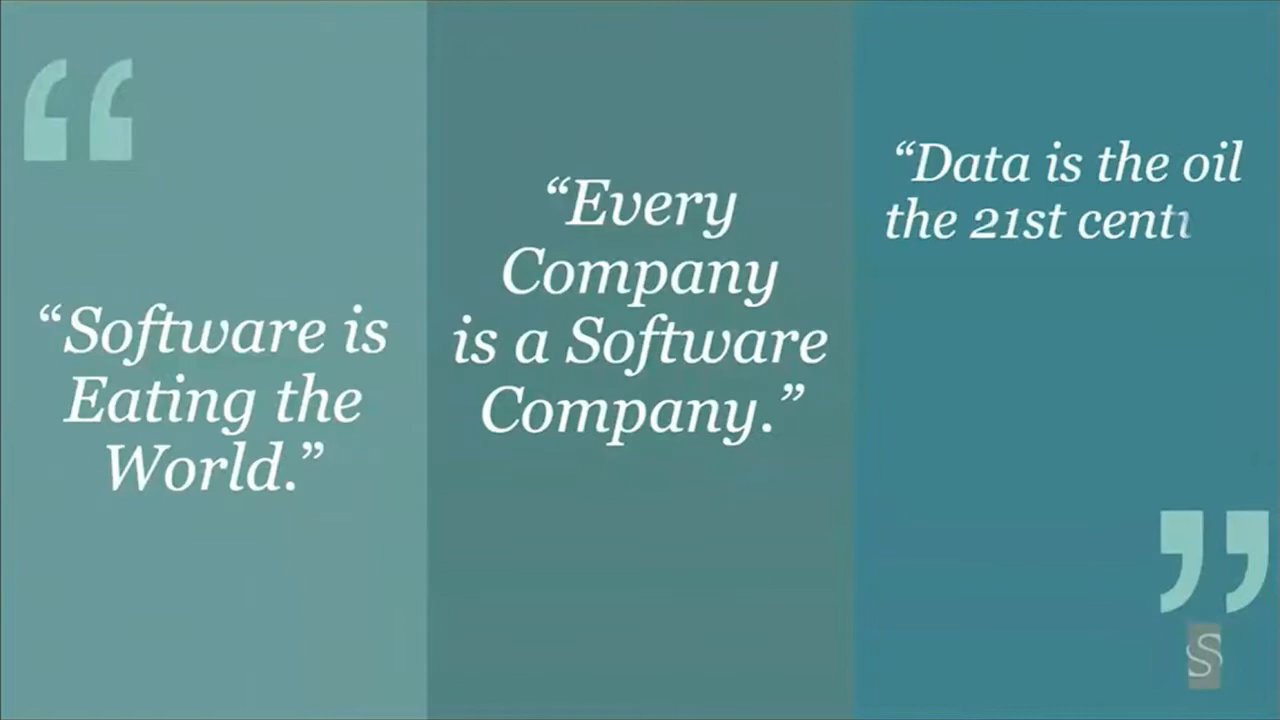 “Software is
Eating the
World.”
“Every
Company
is a Software
Company.”
“Data is the oil
the 21st
S